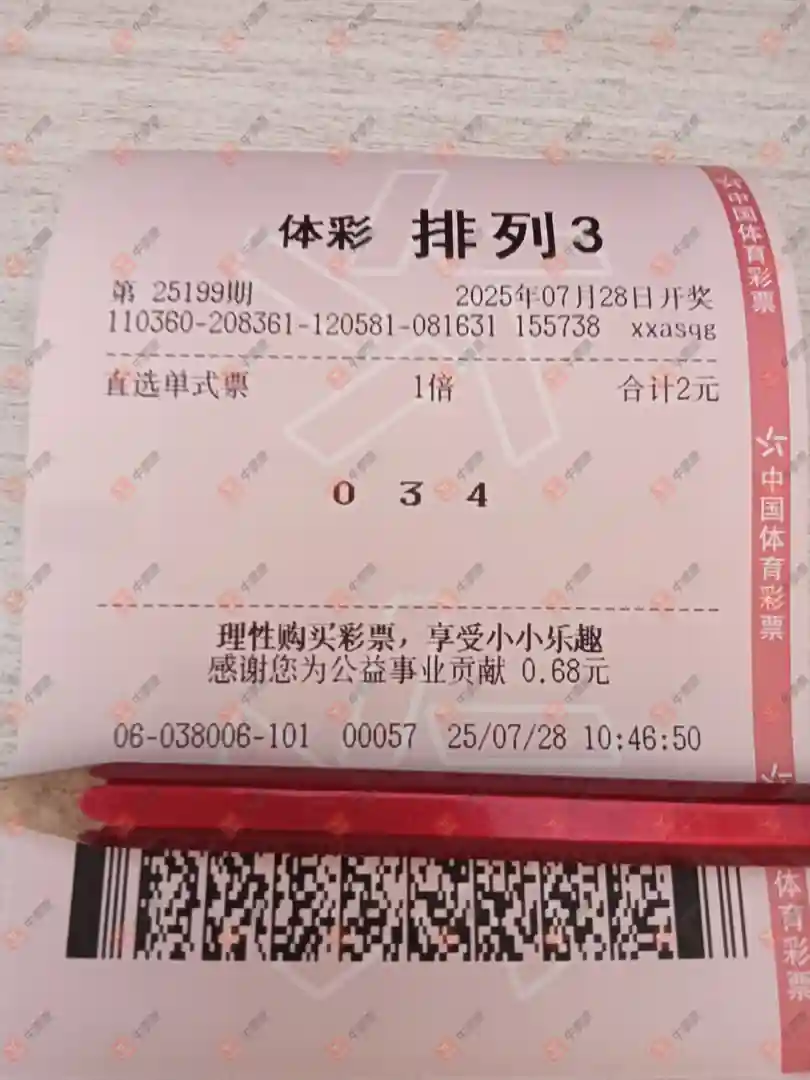 体彩 排列3
第 25199期 2025年07月28日开奖
110360-208361-120581-081631 155738 xxasqg
直选单式票 1倍 合计2元
0 3 4
理性购买彩票，享受小小乐趣
感谢您为公益事业贡献 0.68元
06-038006-101 00057 25/07/28 10:46:50
中国体育彩票
中国体育彩票
体育彩票